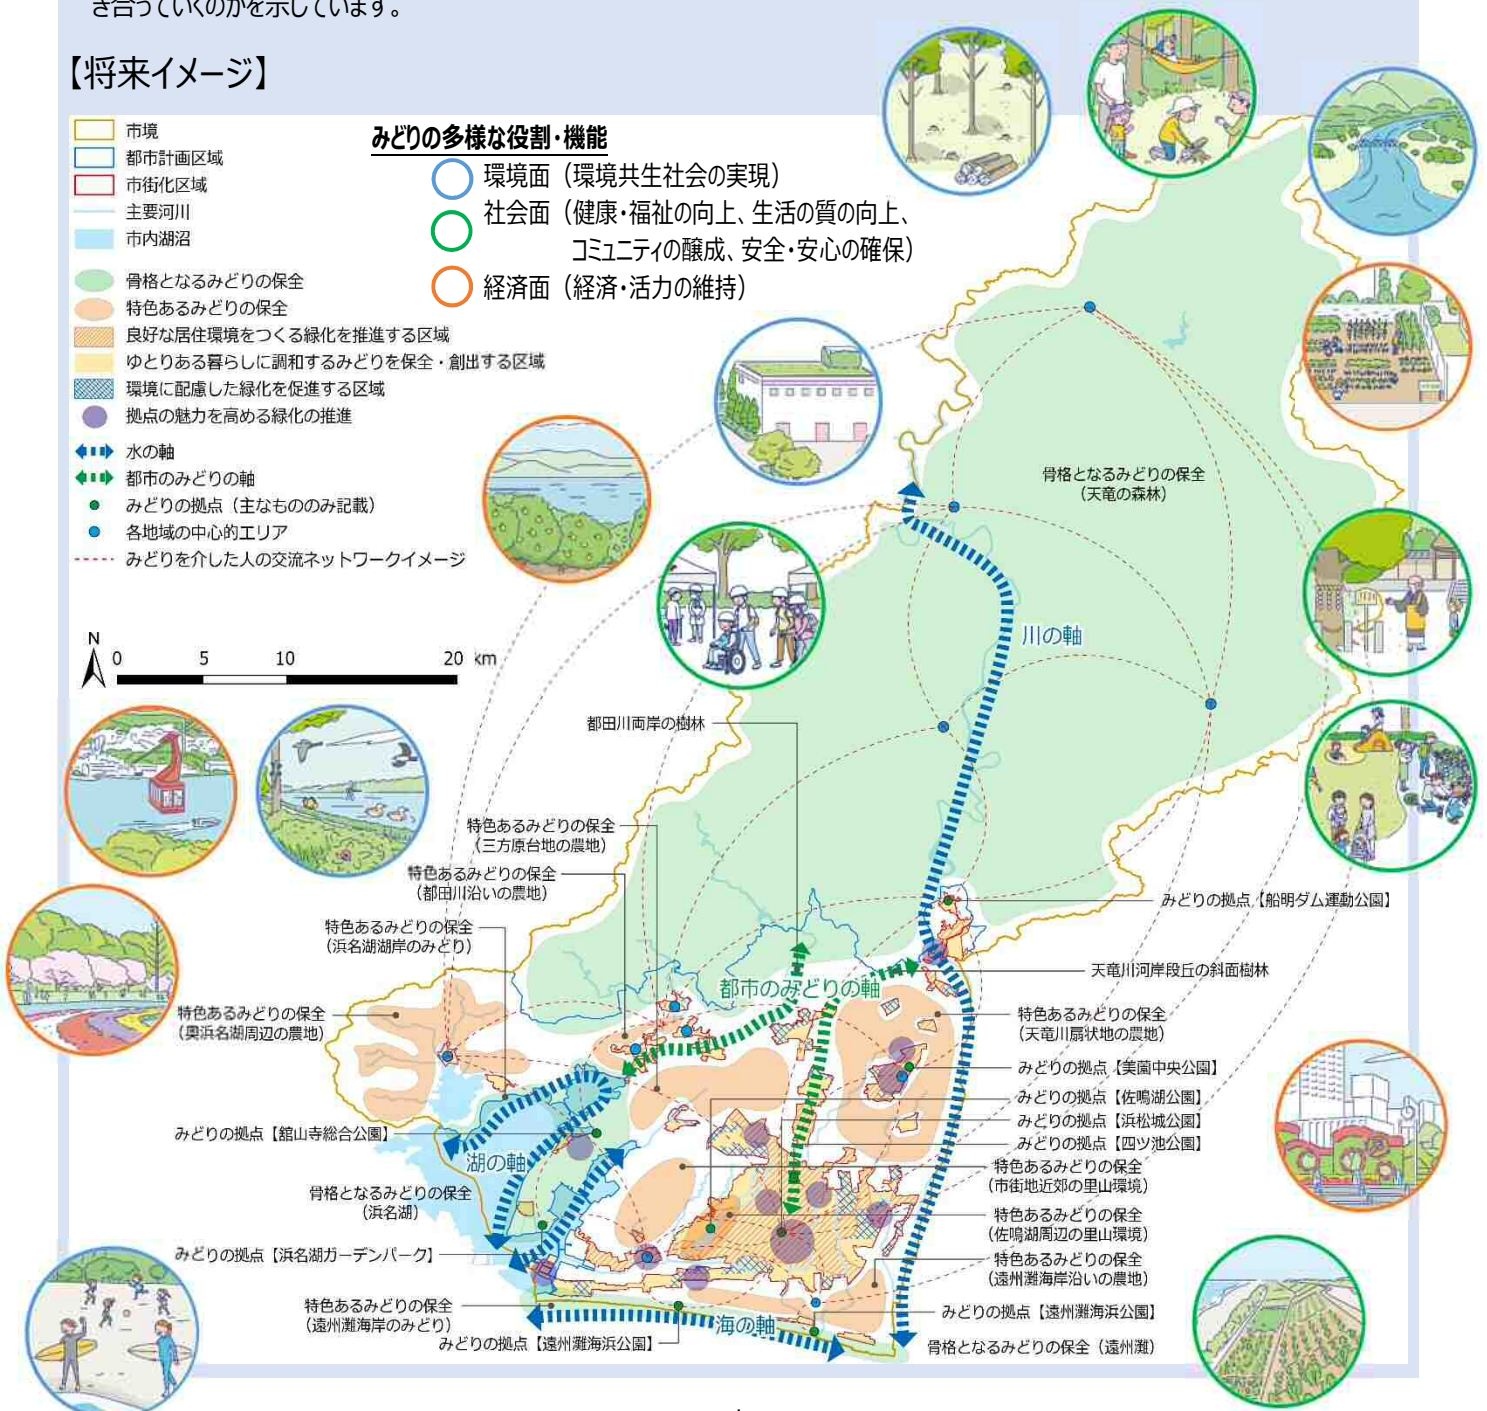 き合っていくのかを示しています。
【将来イメージ】
市境
都市計画区域
市街化区域
主要河川
市内湖沼
骨格となるみどりの保全
特色あるみどりの保全
良好な居住環境をつくる緑化を推進する区域
ゆとりある暮らしに調和するみどりを保全・創出する区域
環境に配慮した緑化を促進する区域
拠点の魅力を高める緑化の推進
水の軸
都市のみどりの軸
みどりの拠点（主なもののみ記載）
各地域の中心的エリア
みどりを介した人の交流ネットワークイメージ
みどりの多様な役割・機能
環境面（環境共生社会の実現）
社会面（健康・福祉の向上、生活の質の向上、
コミュニティの醸成、安全・安心の確保）
経済面（経済・活力の維持）
N
0 5 10 20 km
骨格となるみどりの保全
（天竜の森林）
川の軸
都田川両岸の樹林
特色あるみどりの保全
（三方原台地の農地）
特色あるみどりの保全
（都田川沿いの農地）
特色あるみどりの保全
（浜名湖湖岸のみどり）
みどりの拠点【船明ダム運動公園】
天竜川河岸段丘の斜面樹林
都市のみどりの軸
特色あるみどりの保全
（奥浜名湖周辺の農地）
特色あるみどりの保全
（天竜川扇状地の農地）
みどりの拠点【美薗中央公園】
みどりの拠点【佐鳴湖公園】
みどりの拠点【浜松城公園】
みどりの拠点【四ツ池公園】
みどりの拠点【舘山寺総合公園】
湖の軸
特色あるみどりの保全
（市街地近郊の里山環境）
骨格となるみどりの保全
（浜名湖）
特色あるみどりの保全
（佐鳴湖周辺の里山環境）
みどりの拠点【浜名湖ガーデンパーク】
特色あるみどりの保全
（遠州灘海岸沿いの農地）
特色あるみどりの保全
（遠州灘海岸のみどり）
海の軸
みどりの拠点【遠州灘海浜公園】
みどりの拠点【遠州灘海浜公園】
骨格となるみどりの保全（遠州灘）